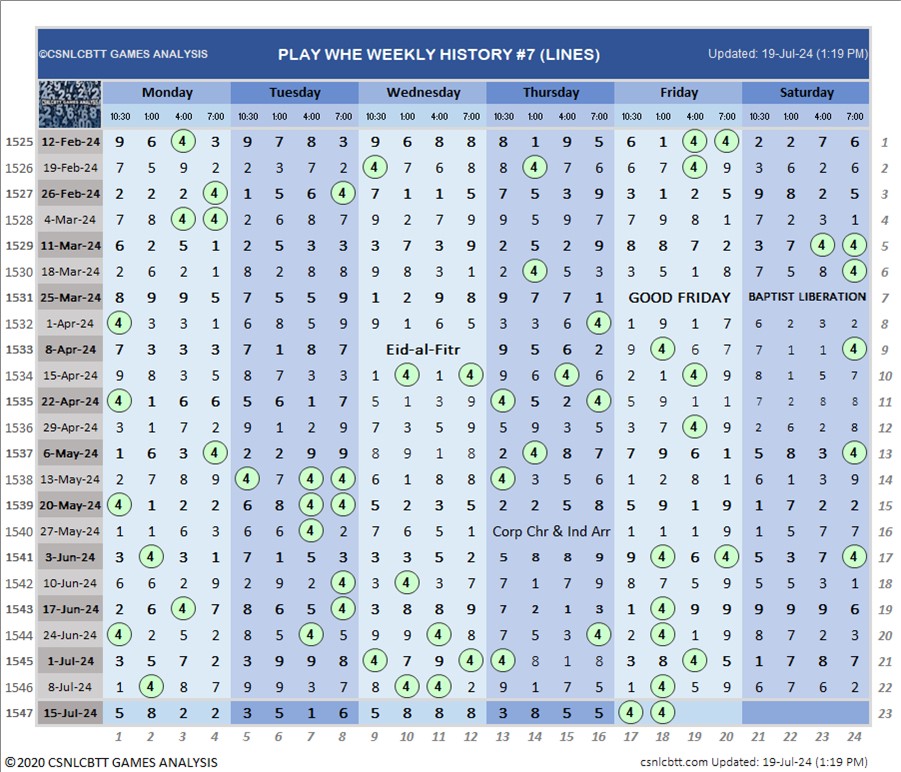 ©CSNLCBTT GAMES ANALYSIS PLAY WHE WEEKLY HISTORY #7 (LINES) Updated: 19-Jul-24 (1:19 PM)
Monday Tuesday Wednesday Thursday Friday Saturday
10:30 1:00 4:00 7:00 10:30 1:00 4:00 7:00 10:30 1:00 4:00 7:00 10:30 1:00 4:00 7:00 10:30 1:00 4:00 7:00 10:30 1:00 4:00 7:00
1525 12-Feb-24 9 6 4 3 9 7 8 3 9 6 8 8 8 1 9 5 6 1 4 4 2 2 7 6 1
1526 19-Feb-24 7 5 9 2 2 3 7 2 4 7 6 8 8 4 7 6 6 7 4 9 3 6 2 6 2
1527 26-Feb-24 2 2 2 4 1 5 6 4 7 1 1 5 7 5 3 9 3 1 2 5 9 8 2 5 3
1528 4-Mar-24 7 8 4 4 2 6 8 7 9 2 7 9 9 5 9 7 7 9 8 1 7 2 3 1 4
1529 11-Mar-24 6 2 5 1 2 5 3 3 3 7 3 9 2 5 2 9 8 8 7 2 3 7 4 4 5
1530 18-Mar-24 2 6 2 1 8 2 8 8 9 8 3 1 2 4 5 3 3 5 1 8 7 5 8 4 6
1531 25-Mar-24 8 9 9 5 7 5 5 9 1 2 9 8 9 7 7 1 GOOD FRIDAY BAPTIST LIBERATION 7
1532 1-Apr-24 4 3 3 1 6 8 5 9 9 1 6 5 3 3 6 4 1 9 1 7 6 2 3 2 8
1533 8-Apr-24 7 3 3 3 7 1 8 7 Eid-al-Fitr 9 5 6 2 9 4 6 7 7 1 1 4 9
1534 15-Apr-24 9 8 3 5 8 7 3 3 1 4 1 4 9 6 4 6 2 1 4 9 8 1 5 7 10
1535 22-Apr-24 4 1 6 6 5 6 1 7 5 1 3 9 4 5 2 4 5 9 1 1 7 2 8 8 11
1536 29-Apr-24 3 1 7 2 9 1 2 9 7 3 5 9 5 9 3 5 3 7 4 9 2 6 2 8 12
1537 6-May-24 1 6 3 4 2 2 9 9 8 9 1 8 2 4 8 7 7 9 6 1 5 8 3 4 13
1538 13-May-24 2 7 8 9 4 7 4 4 6 1 8 9 4 3 5 6 1 2 8 1 6 1 3 9 14
1539 20-May-24 4 1 2 2 6 8 4 4 5 2 3 5 2 2 5 8 5 9 1 9 1 7 2 2 15
1540 27-May-24 1 1 6 3 6 6 4 2 7 6 5 1 Corp Chr & Ind Arr 1 1 1 9 1 5 7 7 16
1541 3-Jun-24 3 4 3 1 7 1 5 3 3 3 5 2 5 8 8 9 9 4 6 4 5 3 7 4 17
1542 10-Jun-24 6 6 2 9 2 9 2 4 3 4 9 2 7 1 7 9 8 7 5 9 5 5 3 1 18
1543 17-Jun-24 2 6 4 7 8 6 5 4 3 8 8 9 7 2 1 3 1 4 9 9 9 9 9 6 19
1544 24-Jun-24 4 2 5 2 8 5 4 5 9 9 4 8 7 5 3 4 2 4 1 9 8 7 2 3 20
1545 1-Jul-24 3 5 7 2 3 9 9 8 4 7 9 4 4 8 1 8 3 8 4 5 1 7 8 7 21
1546 8-Jul-24 1 4 8 7 9 9 3 7 8 4 4 2 9 1 7 5 1 4 5 9 6 7 6 2 22
1547 15-Jul-24 5 8 2 2 3 5 1 6 5 8 8 8 3 8 5 5 4 4 23
1 2 3 4 5 6 7 8 9 10 11 12 13 14 15 16 17 18 19 20 21 22 23 24
©2020 CSNLCBTT GAMES ANALYSIS csnlcbtt.com Updated: 19-Jul-24 (1:19 PM)